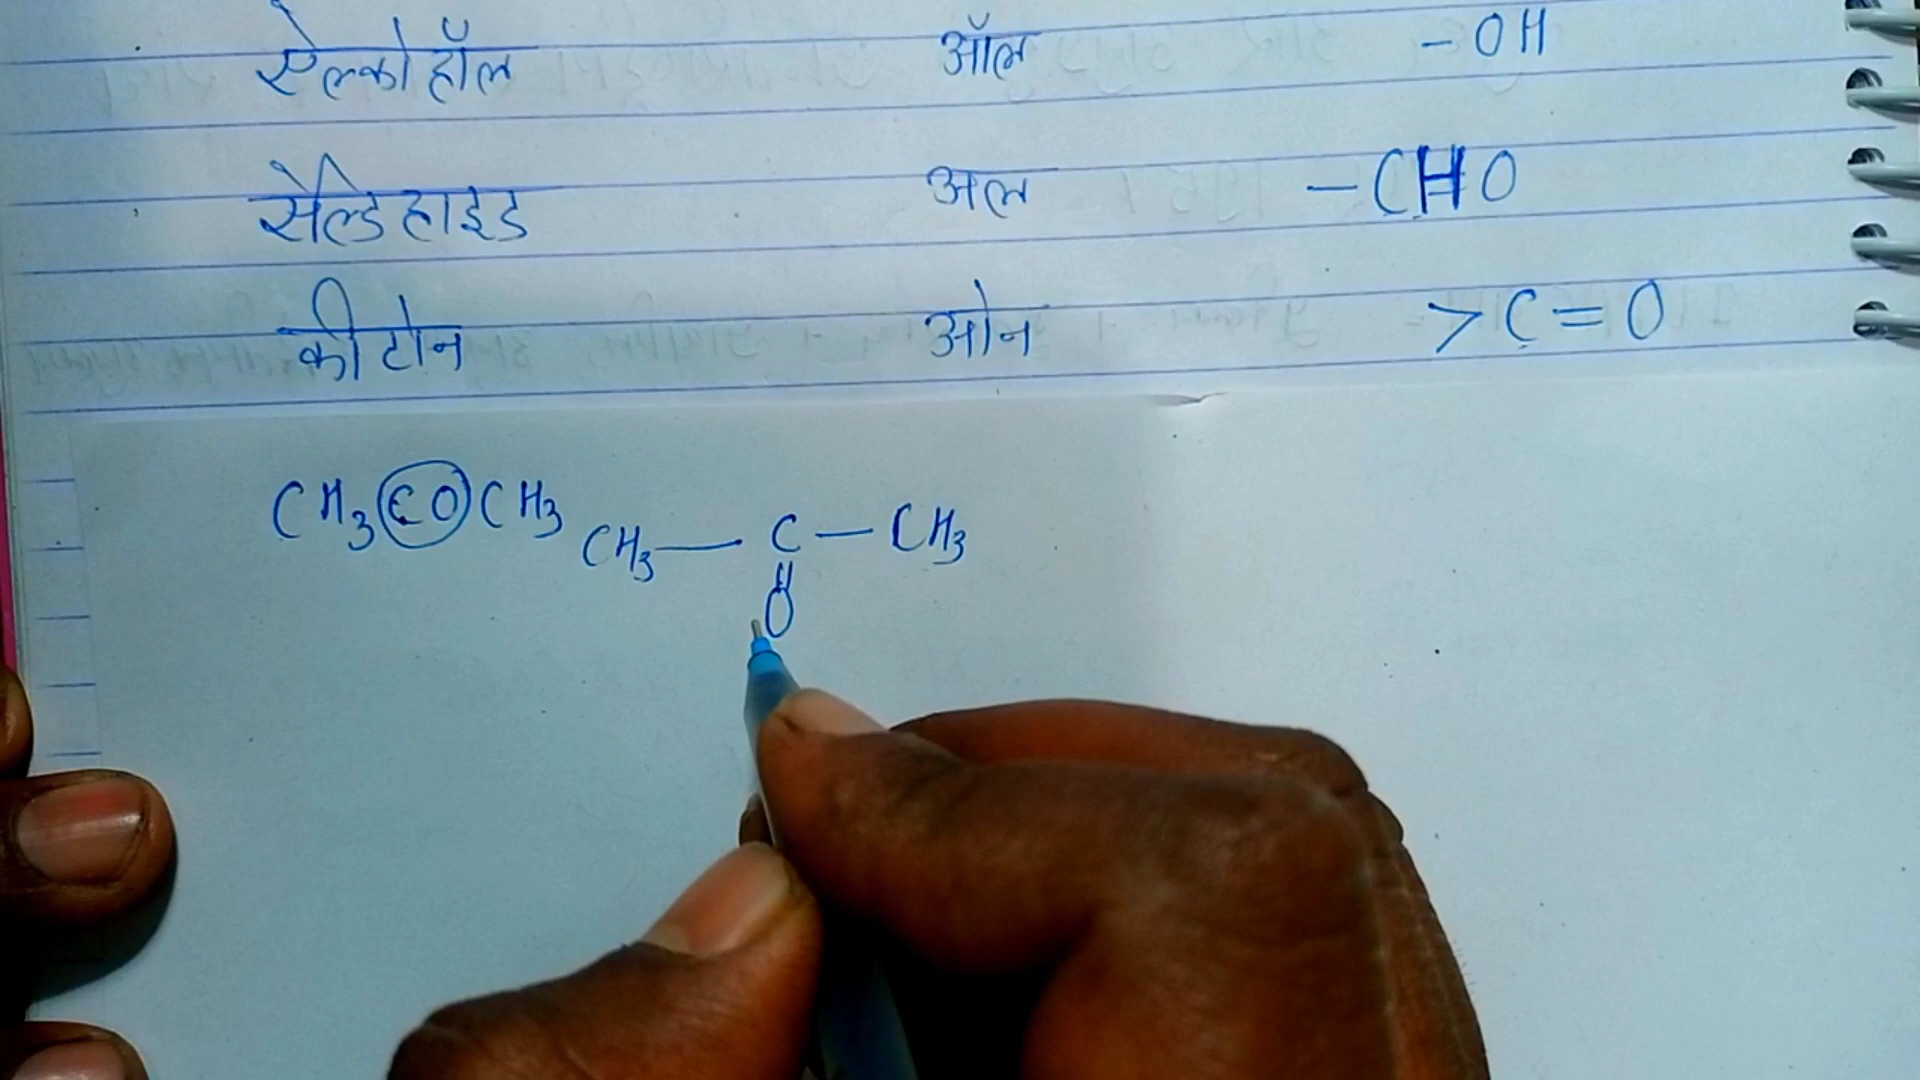 ऐल्कोहॉल ऑल -OH
ऐल्डिहाइड अल -CHO
कीटोन ओन >C=O
CH3COCH3
CH3—C—CH3
||
O